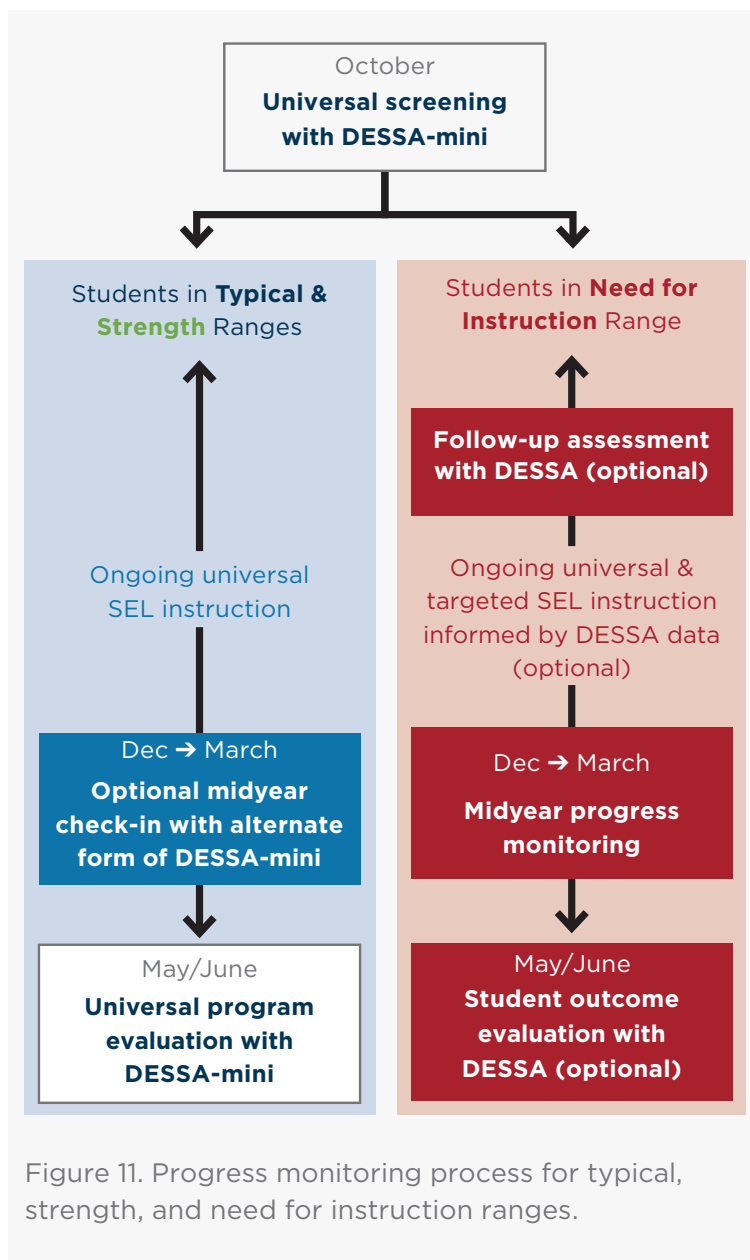 October
Universal screening
with DESSA-mini
Students in Typical &
Strength Ranges
Ongoing universal
SEL instruction
Dec ➔ March
Optional midyear
check-in with alternate
form of DESSA-mini
May/June
Universal program
evaluation with
DESSA-mini
Students in Need for
Instruction Range
Follow-up assessment
with DESSA (optional)
Ongoing universal &
targeted SEL instruction
informed by DESSA data
(optional)
Dec ➔ March
Midyear progress
monitoring
May/June
Student outcome
evaluation with
DESSA (optional)
Figure 11. Progress monitoring process for typical,
strength, and need for instruction ranges.